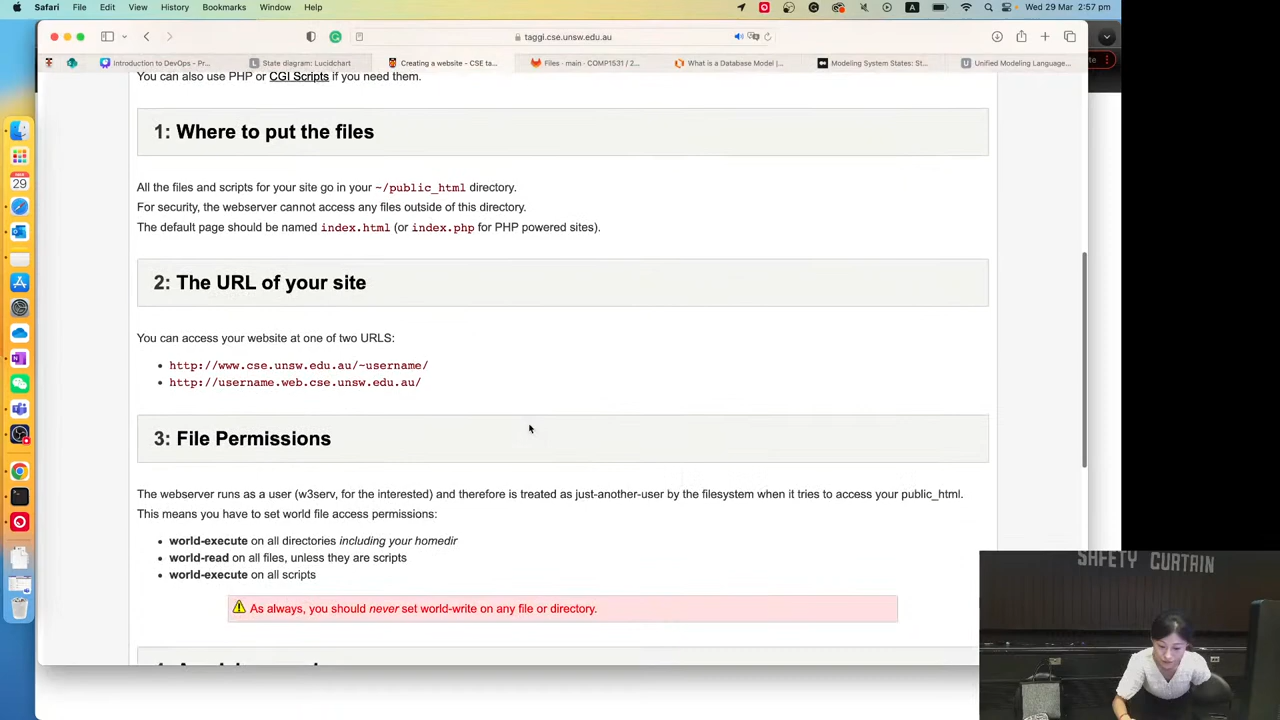 Safari File Edit View History Bookmarks Window Help
A
Wed 29 Mar 2:57 pm
taggi.cse.unsw.edu.au
Introduction to DevOps - Pr...
State diagram: Lucidchart
Creating a website - CSE ta...
Files · main · COMP1531 / 2...
What is a Database Model |...
Modeling System States: St...
Unified Modeling Language...
You can also use PHP or CGI Scripts if you need them.
1: Where to put the files
All the files and scripts for your site go in your ~/public_html directory.
For security, the webserver cannot access any files outside of this directory.
The default page should be named index.html (or index.php for PHP powered sites).
2: The URL of your site
You can access your website at one of two URLS:
http://www.cse.unsw.edu.au/~username/
http://username.web.cse.unsw.edu.au/
3: File Permissions
The webserver runs as a user (w3serv, for the interested) and therefore is treated as just-another-user by the filesystem when it tries to access your public_html.
This means you have to set world file access permissions:
world-execute on all directories including your homedir
world-read on all files, unless they are scripts
world-execute on all scripts
As always, you should never set world-write on any file or directory.
MAR
29
SAFETY CURTAIN